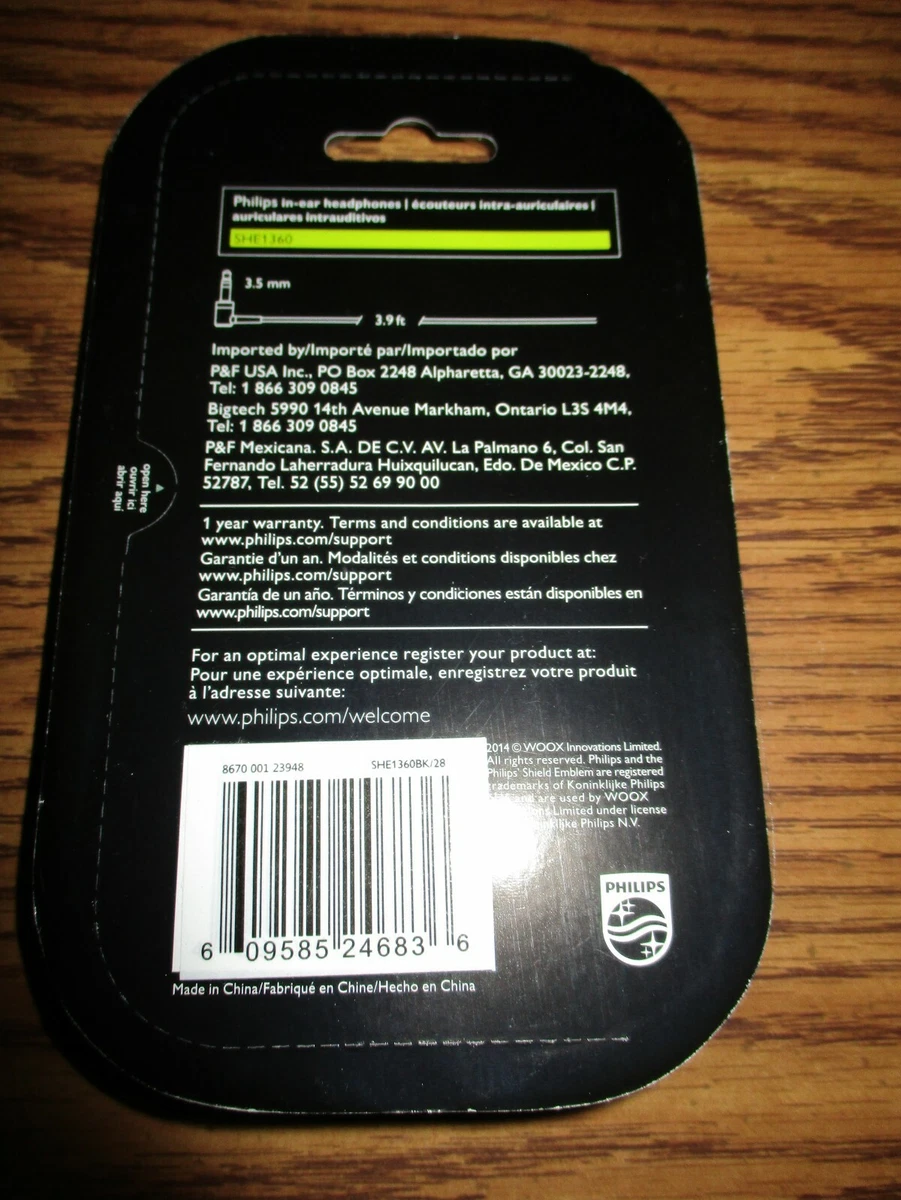 Philips in-ear headphones | écouteurs intra-auriculaires |
auriculares intrauditivos
SHE1360
3.5 mm
3.9 ft
Imported by/Importé par/Importado por
P&F USA Inc., PO Box 2248 Alpharetta, GA 30023-2248,
Tel: 1 866 309 0845
Bigtech 5990 14th Avenue Markham, Ontario L3S 4M4,
Tel: 1 866 309 0845
P&F Mexicana. S.A. DE C.V. AV. La Palmano 6, Col. San
Fernando Laherradura Huixquilucan, Edo. De Mexico C.P.
52787, Tel. 52 (55) 52 69 90 00
open here
ouvrir ici
abrir aquí
1 year warranty. Terms and conditions are available at
www.philips.com/support
Garantie d'un an. Modalités et conditions disponibles chez
www.philips.com/support
Garantía de un año. Términos y condiciones están disponibles en
www.philips.com/support
For an optimal experience register your product at:
Pour une expérience optimale, enregistrez votre produit
à l'adresse suivante:
www.philips.com/welcome
8670 001 23948 SHE1360BK/28
6 09585 24683 6
2014 © WOOX Innovations Limited.
All rights reserved. Philips and the
Philips' Shield Emblem are registered
rademarks of Koninklijke Philips
and are used by WOOX
ons Limited under license
Philips N.V.
PHILIPS
Made in China/Fabriqué en Chine/Hecho en China